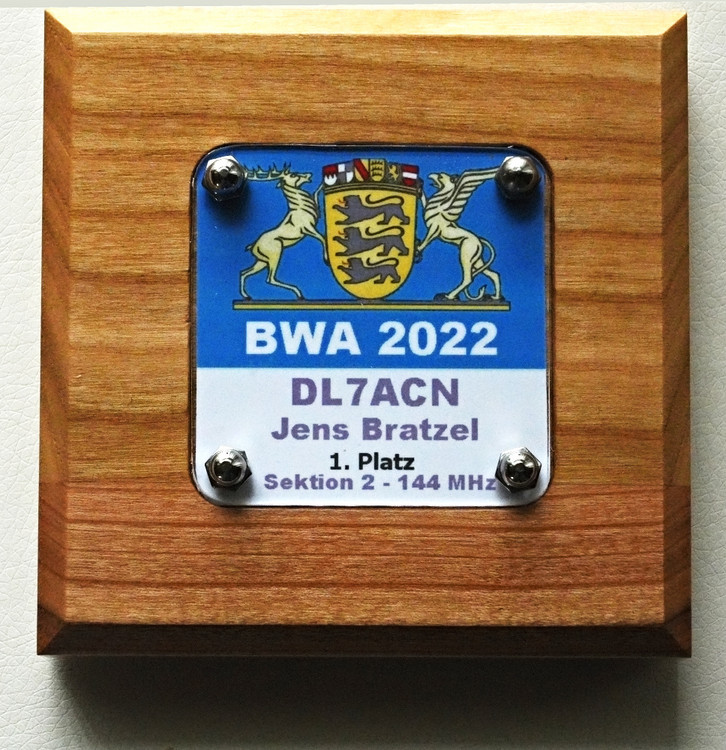 BWA 2022
DL7ACN
Jens Bratzel
1. Platz
Sektion 2 - 144 MHz